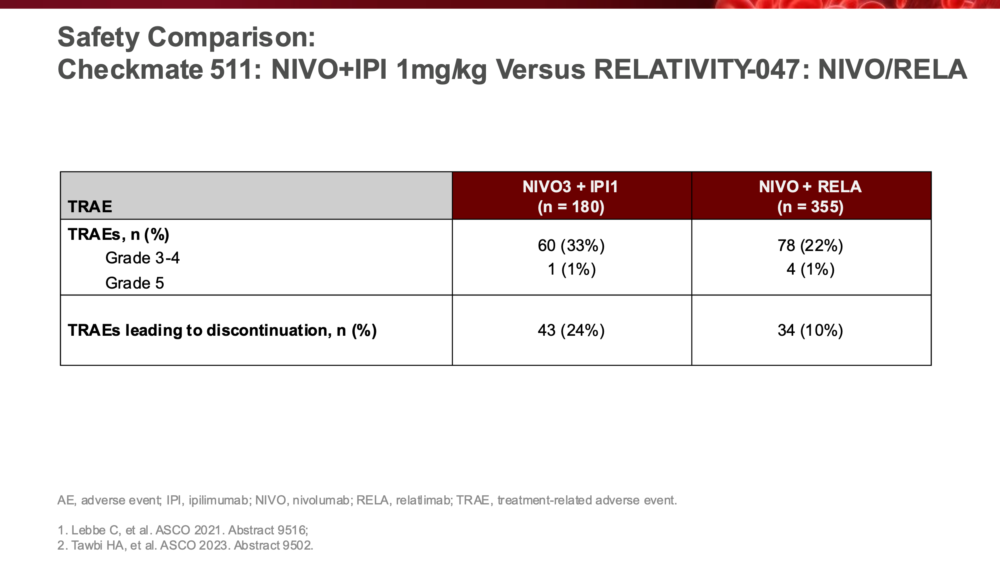 Safety Comparison:
Checkmate 511: NIVO+IPI 1mg/kg Versus RELATIVITY-047: NIVO/RELA
TRAE
NIVO3 + IPI1
(n = 180)
NIVO + RELA
(n = 355)
TRAEs, n (%)
Grade 3-4
Grade 5
60 (33%)
1 (1%)
78 (22%)
4 (1%)
TRAEs leading to discontinuation, n (%)
43 (24%)
34 (10%)
AE, adverse event; IPI, ipilimumab; NIVO, nivolumab; RELA, relatlimab; TRAE, treatment-related adverse event.
1. Lebbe C, et al. ASCO 2021. Abstract 9516;
2. Tawbi HA, et al. ASCO 2023. Abstract 9502.